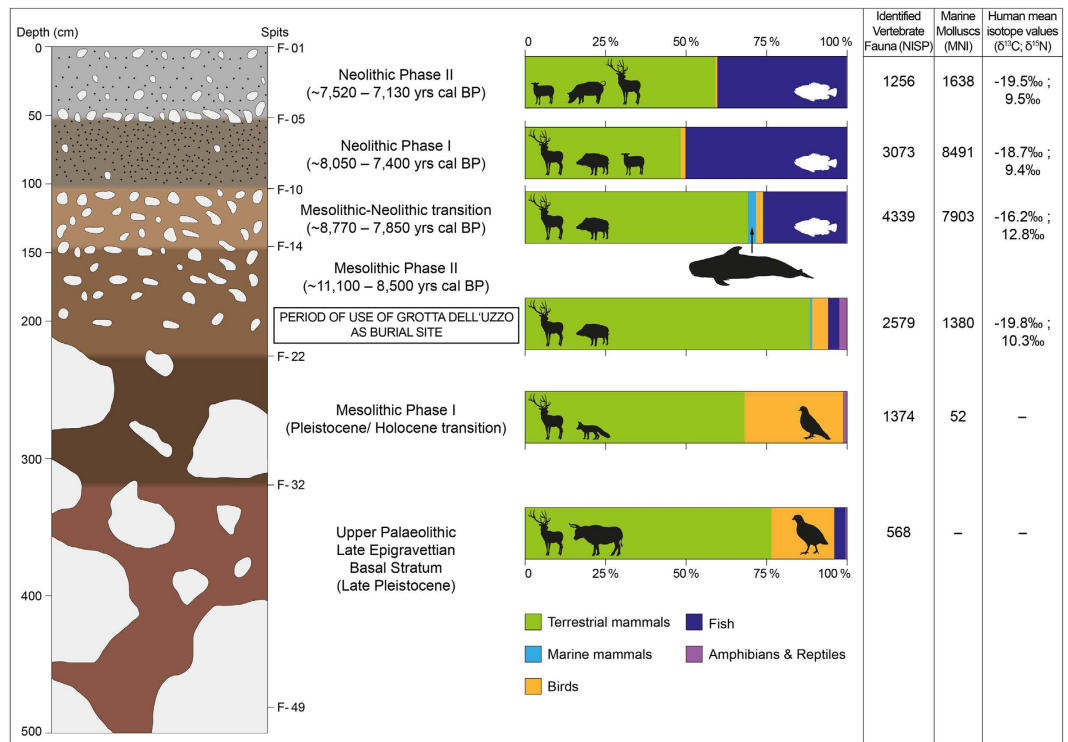 Depth (cm)
Spits
Identified
Vertebrate
Fauna (NISP)
Marine
Molluscs
(MNI)
Human mean
isotope values
(δ¹³C; δ¹⁵N)
0 25% 50% 75% 100 %
0
F-01
Neolithic Phase II
(~7,520 – 7,130 yrs cal BP)
1256
1638
-19.5‰ ;
9.5‰
50
F-05
Neolithic Phase I
(~8,050 – 7,400 yrs cal BP)
3073
8491
-18.7‰ ;
9.4‰
100
F-10
Mesolithic-Neolithic transition
(~8,770 – 7,850 yrs cal BP)
4339
7903
-16.2‰ ;
12.8‰
F-14
150
Mesolithic Phase II
(~11,100 – 8,500 yrs cal BP)
PERIOD OF USE OF GROTTA DELL'UZZO
AS BURIAL SITE
2579
1380
-19.8‰ ;
10.3‰
200
F-22
Mesolithic Phase I
(Pleistocene/ Holocene transition)
1374
52
–
300
F-32
Upper Palaeolithic
Late Epigravettian
Basal Stratum
(Late Pleistocene)
568
–
–
0 25% 50% 75% 100 %
400
F- 49
500
Terrestrial mammals
Marine mammals
Birds
Fish
Amphibians & Reptiles